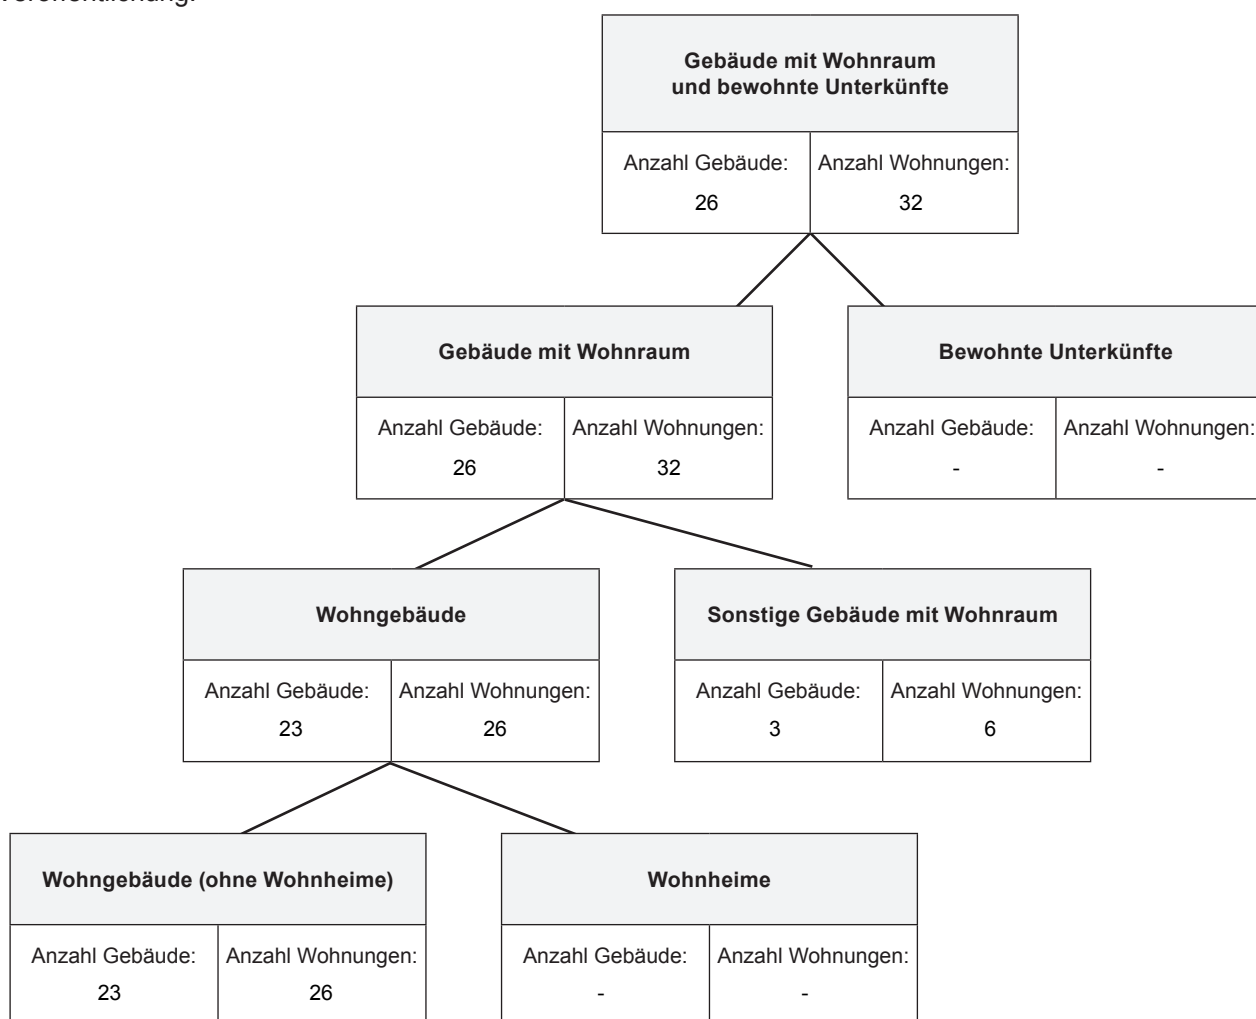 Veröffentlichung.
Gebäude mit Wohnraum
und bewohnte Unterkünfte
Anzahl Gebäude: Anzahl Wohnungen:
26 32
Gebäude mit Wohnraum Bewohnte Unterkünfte
Anzahl Gebäude: Anzahl Wohnungen: Anzahl Gebäude: Anzahl Wohnungen:
26 32 - -
Wohngebäude Sonstige Gebäude mit Wohnraum
Anzahl Gebäude: Anzahl Wohnungen: Anzahl Gebäude: Anzahl Wohnungen:
23 26 3 6
Wohngebäude (ohne Wohnheime) Wohnheime
Anzahl Gebäude: Anzahl Wohnungen: Anzahl Gebäude: Anzahl Wohnungen:
23 26 - -